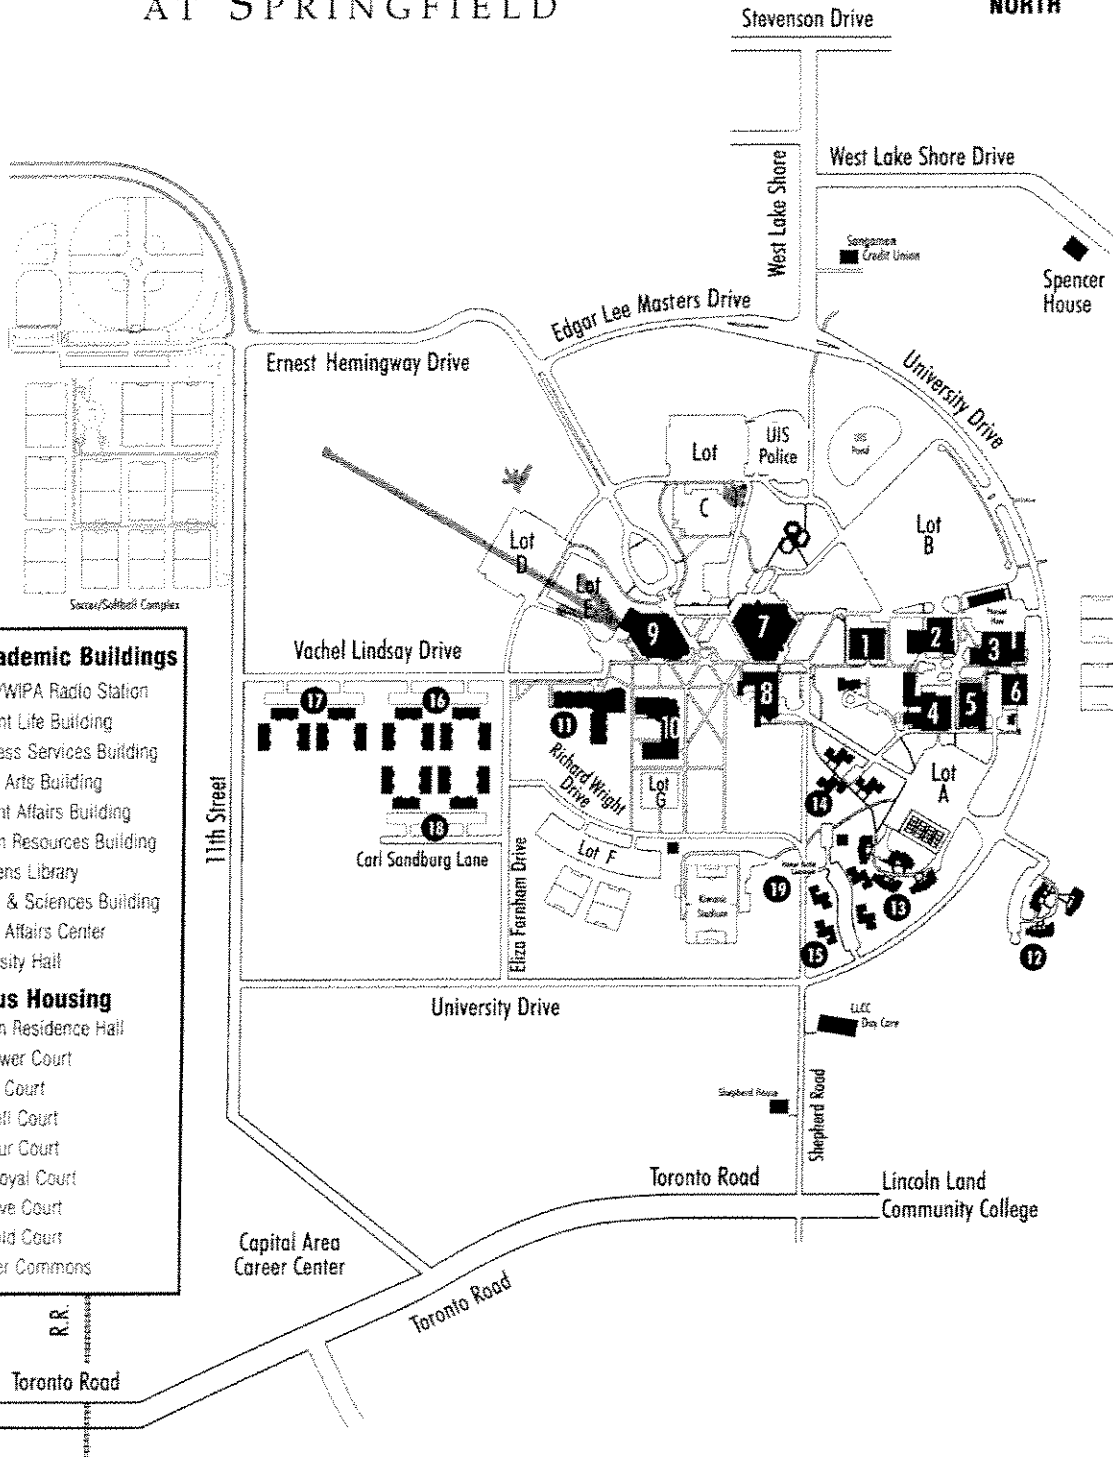 AT SPRINGFIELD
NORTH
Stevenson Drive
West Lake Shore Drive
West Lake Shore
Sangamon
Credit Union
Spencer
House
Edgar Lee Masters Drive
University Drive
Ernest Hemingway Drive
Lot
C
UIS
Police
UIS
Pond
Lot
B
Lot
D
Lot
E
Soccer/Softball Complex
9
7
1
2
3
4
5
6
8
10
11
Vachel Lindsay Drive
17
16
18
Carl Sandburg Lane
11th Street
Richard Wright
Drive
Lot
G
Lot F
Lot
A
14
13
12
15
19
Kiwanis
Stadium
Eliza Farnham Drive
University Drive
LLCC
Day Care
Shepherd House
Shepherd Road
Toronto Road
Lincoln Land
Community College
Capital Area
Career Center
Toronto Road
R.R.
Toronto Road
ademic Buildings
/WIPA Radio Station
nt Life Building
ess Services Building
Arts Building
nt Affairs Building
n Resources Building
ens Library
& Sciences Building
Affairs Center
sity Hall
us Housing
n Residence Hall
wer Court
Court
ll Court
ur Court
oyal Court
ve Court
ld Court
er Commons